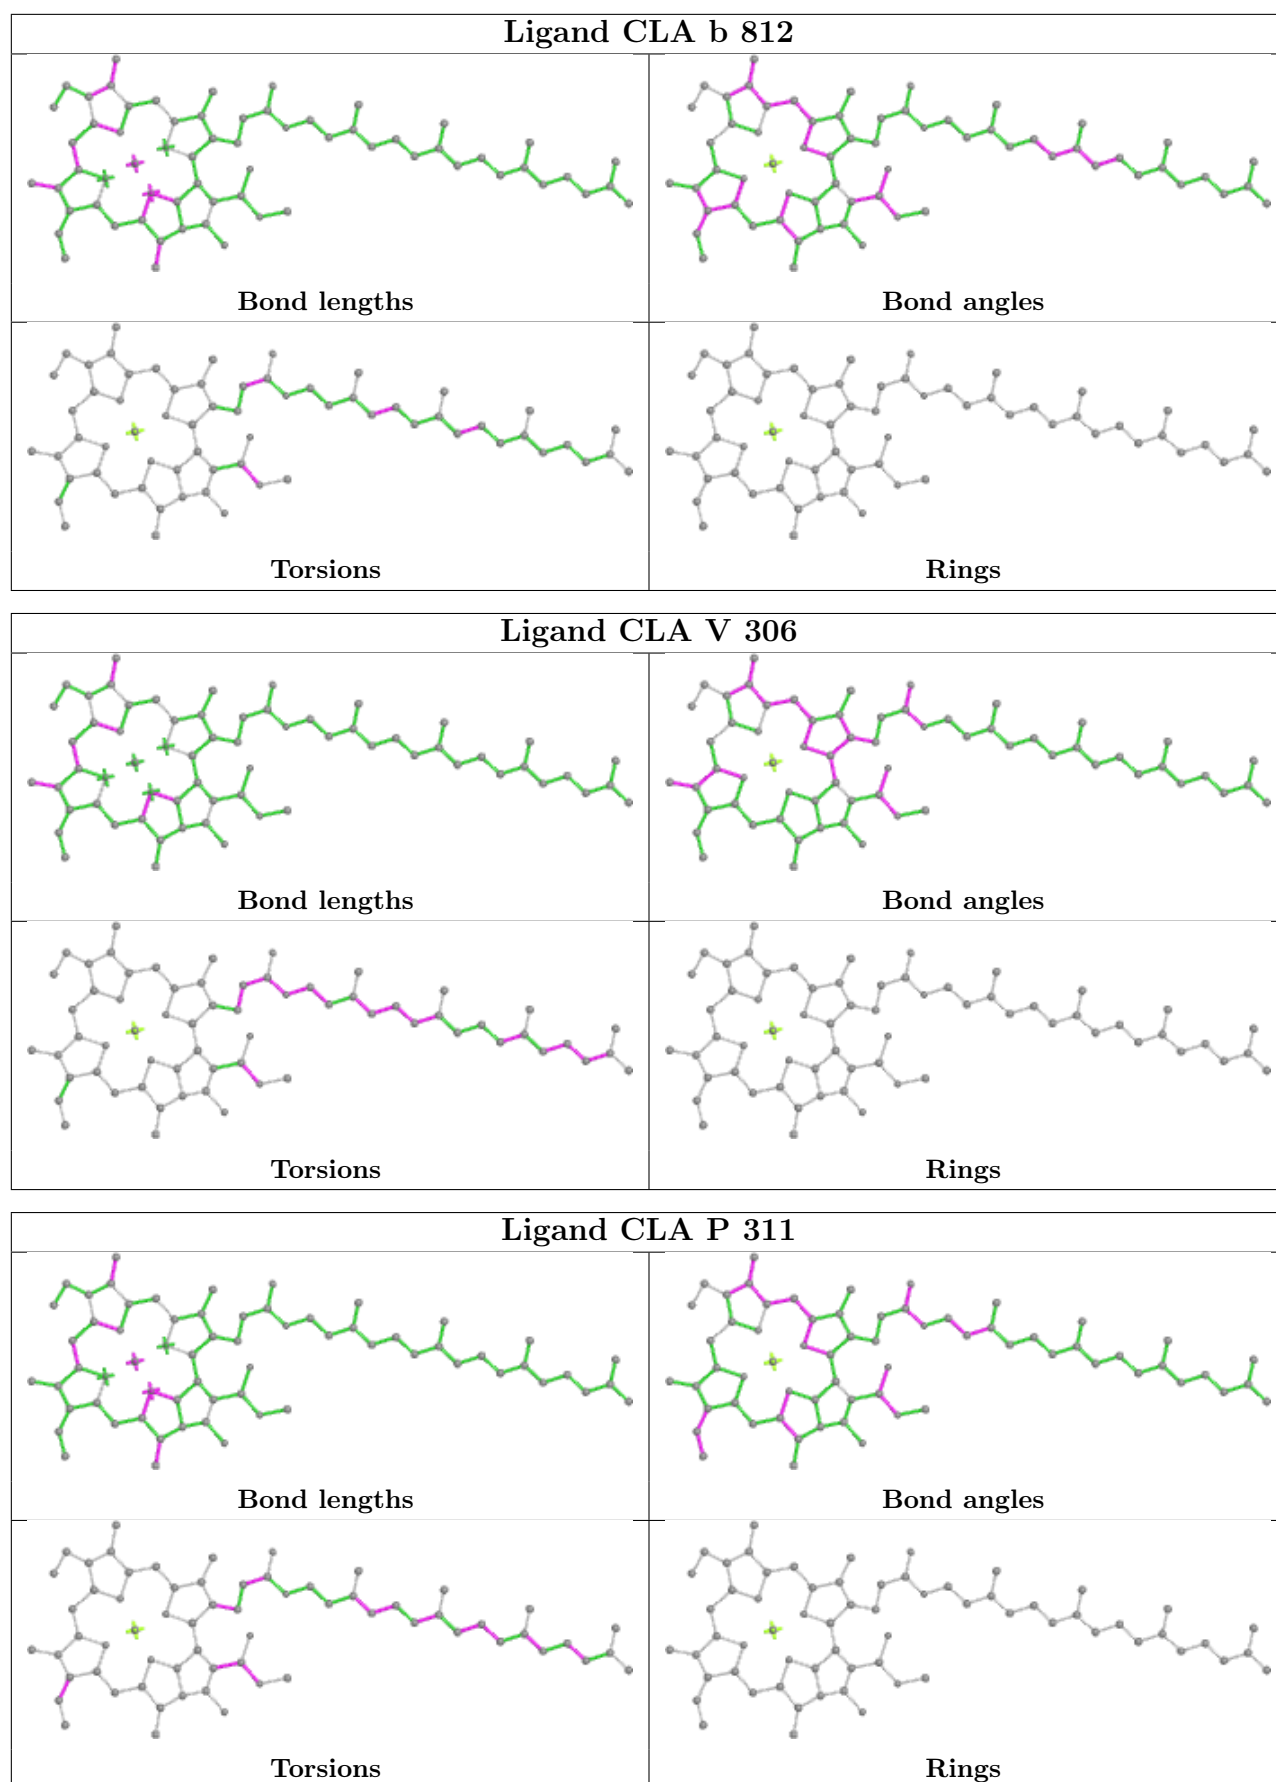 Ligand CLA b 812
Bond lengths
Bond angles
Torsions
Rings
Ligand CLA V 306
Bond lengths
Bond angles
Torsions
Rings
Ligand CLA P 311
Bond lengths
Bond angles
Torsions
Rings